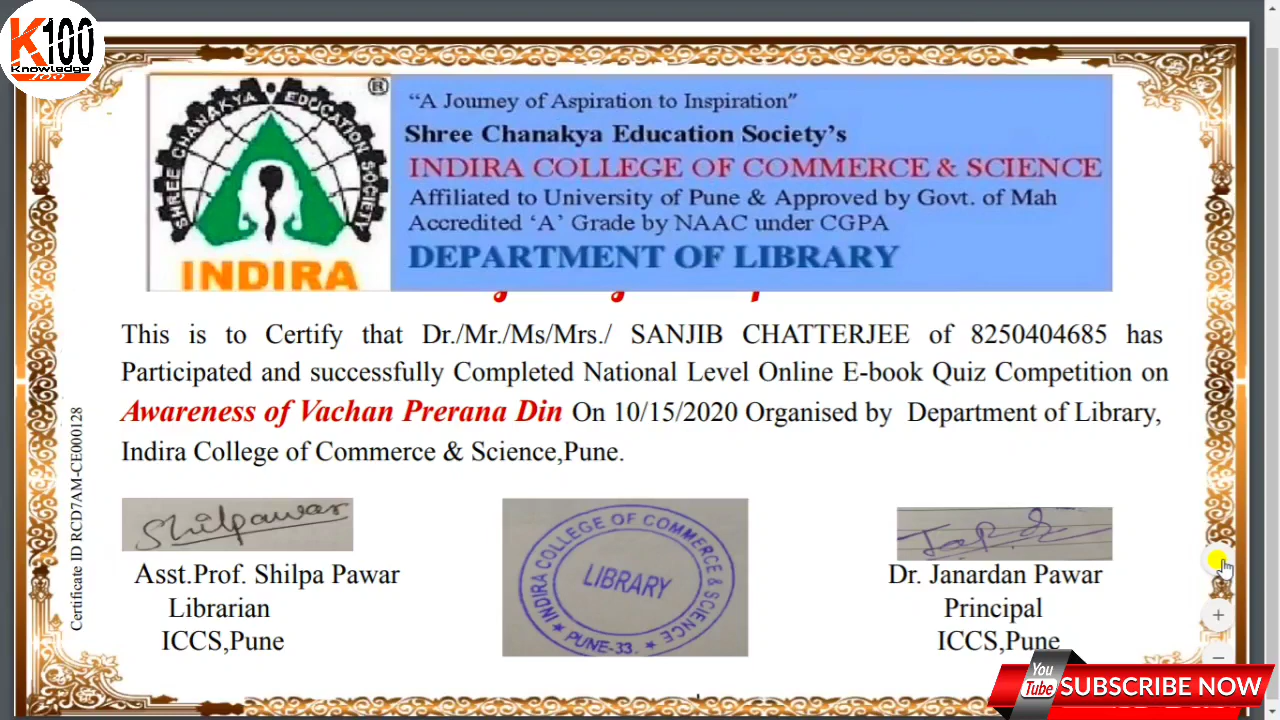 K100
Knowledge
SHREE CHANAKYA EDUCATION SOCIETY
®
INDIRA
“A Journey of Aspiration to Inspiration”
Shree Chanakya Education Society's
INDIRA COLLEGE OF COMMERCE & SCIENCE
Affiliated to University of Pune & Approved by Govt. of Mah
Accredited ‘A’ Grade by NAAC under CGPA
DEPARTMENT OF LIBRARY
This is to Certify that Dr./Mr./Ms/Mrs./ SANJIB CHATTERJEE of 8250404685 has
Participated and successfully Completed National Level Online E-book Quiz Competition on
Awareness of Vachan Prerana Din On 10/15/2020 Organised by Department of Library,
Indira College of Commerce & Science,Pune.
Certificate ID RCD7AM-CE000128
Shilpawar
INDIRA COLLEGE OF COMMERCE & SCIENCE
LIBRARY
★ PUNE-33. ★
Asst.Prof. Shilpa Pawar
Librarian
ICCS,Pune
Dr. Janardan Pawar
Principal
ICCS,Pune
You
Tube
SUBSCRIBE NOW